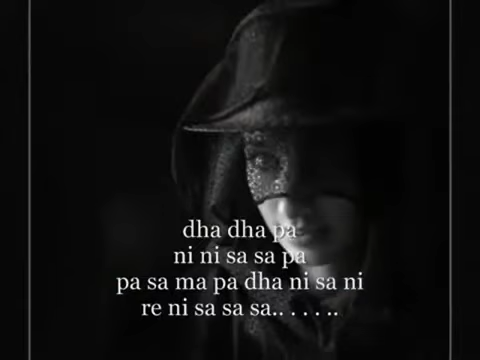 dha dha pa
ni ni sa sa pa
pa sa ma pa dha ni sa ni
re ni sa sa sa.. . . . ..